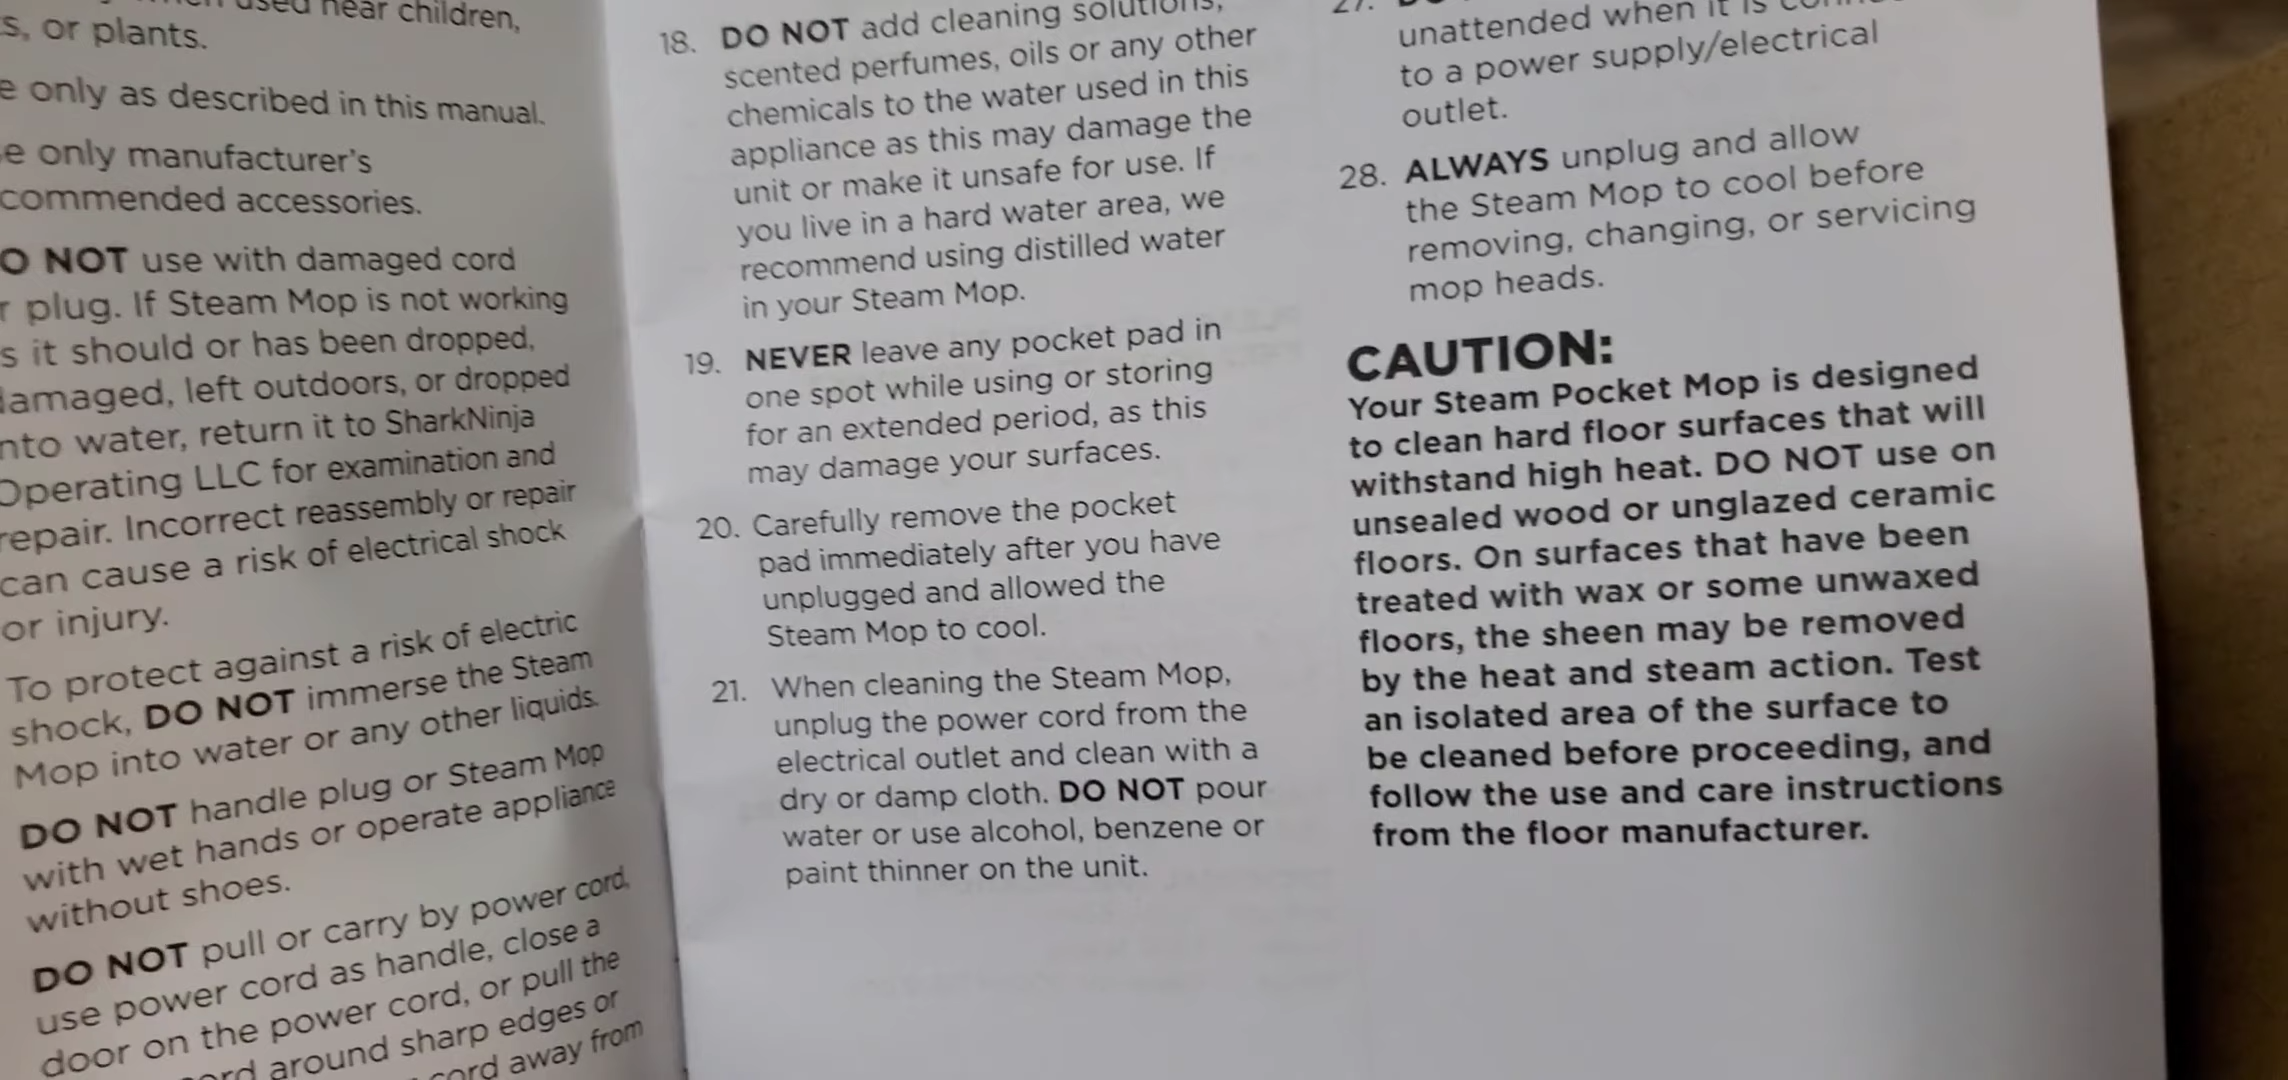 used near children,
s, or plants.
e only as described in this manual.
e only manufacturer's
commended accessories.
O NOT use with damaged cord
r plug. If Steam Mop is not working
s it should or has been dropped,
damaged, left outdoors, or dropped
nto water, return it to SharkNinja
Operating LLC for examination and
repair. Incorrect reassembly or repair
can cause a risk of electrical shock
or injury.
To protect against a risk of electric
shock, DO NOT immerse the Steam
Mop into water or any other liquids.
DO NOT handle plug or Steam Mop
with wet hands or operate appliance
without shoes.
DO NOT pull or carry by power cord,
use power cord as handle, close a
door on the power cord, or pull the
ord around sharp edges or
cord away from
18. DO NOT add cleaning solutions,
scented perfumes, oils or any other
chemicals to the water used in this
appliance as this may damage the
unit or make it unsafe for use. If
you live in a hard water area, we
recommend using distilled water
in your Steam Mop.
19. NEVER leave any pocket pad in
one spot while using or storing
for an extended period, as this
may damage your surfaces.
20. Carefully remove the pocket
pad immediately after you have
unplugged and allowed the
Steam Mop to cool.
21. When cleaning the Steam Mop,
unplug the power cord from the
electrical outlet and clean with a
dry or damp cloth. DO NOT pour
water or use alcohol, benzene or
paint thinner on the unit.
27.
unattended when it is
to a power supply/electrical
outlet.
28. ALWAYS unplug and allow
the Steam Mop to cool before
removing, changing, or servicing
mop heads.
CAUTION:
Your Steam Pocket Mop is designed
to clean hard floor surfaces that will
withstand high heat. DO NOT use on
unsealed wood or unglazed ceramic
floors. On surfaces that have been
treated with wax or some unwaxed
floors, the sheen may be removed
by the heat and steam action. Test
an isolated area of the surface to
be cleaned before proceeding, and
follow the use and care instructions
from the floor manufacturer.